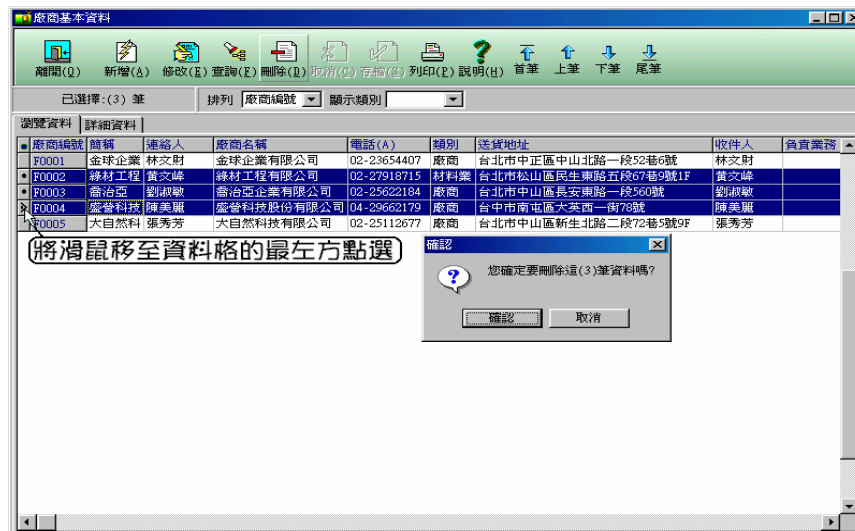 廠商基本資料
離開(Q) 新增(A) 修改(E) 查詢(F) 刪除(D) 取消(C) 存檔(S) 列印(P) 說明(H) 首筆 上筆 下筆 尾筆
已選擇:(3) 筆 排列 廠商編號 顯示類別
瀏覽資料 詳細資料
廠商編號 簡稱 連絡人 廠商名稱 電話(A) 類別 送貨地址 收件人 負責業務
F0001 金球企業 林文財 金球企業有限公司 02-23654407 廠商 台北市中正區中山北路一段52巷6號 林文財
F0002 綠材工程 黃文峰 綠材工程有限公司 02-27918715 材料業 台北市松山區民生東路五段67巷9號1F 黃文峰
F0003 喬治亞 劉淑敏 喬治亞企業有限公司 02-25622184 廠商 台北市中山區長安東路一段560號 劉淑敏
F0004 盛營科技 陳美麗 盛營科技股份有限公司 04-29662179 廠商 台中市南屯區大英西一街78號 陳美麗
F0005 大自然科 張秀芳 大自然科技有限公司 02-25112677 廠商 台北市中山區新生北路二段72巷5號9F 張秀芳
將滑鼠移至資料格的最左方點選
確認
您確定要刪除這(3)筆資料嗎?
確認 取消